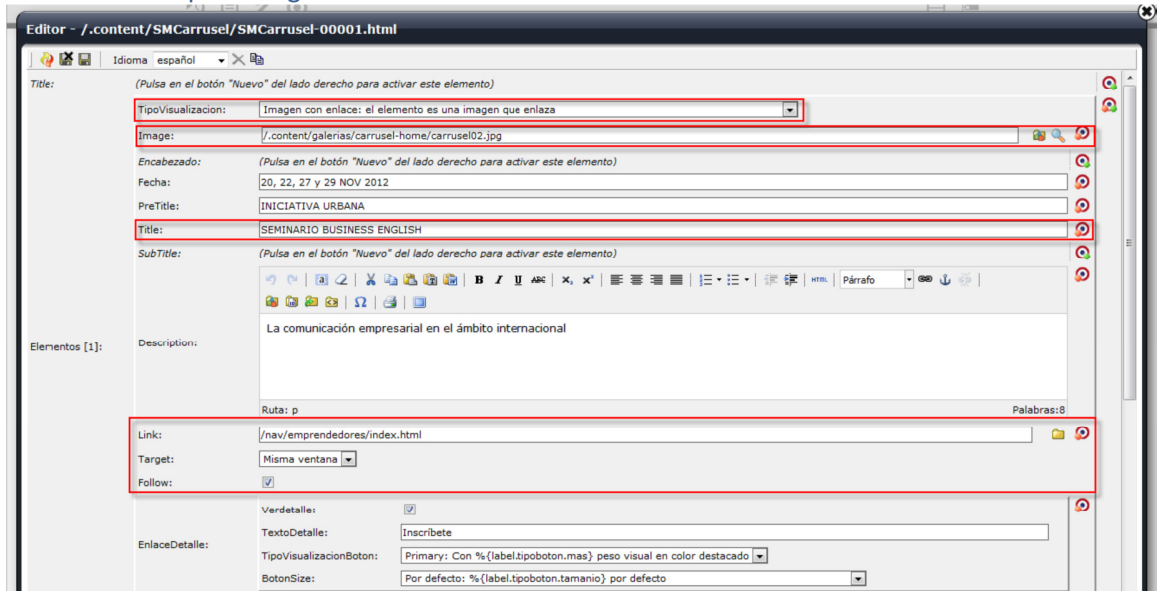 Editor - /.content/SMCarrusel/SMCarrusel-00001.html
Idioma español
Title: (Pulsa en el botón "Nuevo" del lado derecho para activar este elemento)
TipoVisualizacion: Imagen con enlace: el elemento es una imagen que enlaza
Image: /.content/galerias/carrusel-home/carrusel02.jpg
Encabezado: (Pulsa en el botón "Nuevo" del lado derecho para activar este elemento)
Fecha: 20, 22, 27 y 29 NOV 2012
PreTitle: INICIATIVA URBANA
Title: SEMINARIO BUSINESS ENGLISH
SubTitle: (Pulsa en el botón "Nuevo" del lado derecho para activar este elemento)
B I U ABC x₂ x² HTML Párrafo
Ω
La comunicación empresarial en el ámbito internacional
Elementos [1]: Description:
Ruta: p Palabras:8
Link: /nav/emprendedores/index.html
Target: Misma ventana
Follow:
Verdetalle:
TextoDetalle: Inscríbete
EnlaceDetalle:
TipoVisualizacionBoton: Primary: Con %{label.tipoboton.mas} peso visual en color destacado
BotonSize: Por defecto: %{label.tipoboton.tamanio} por defecto